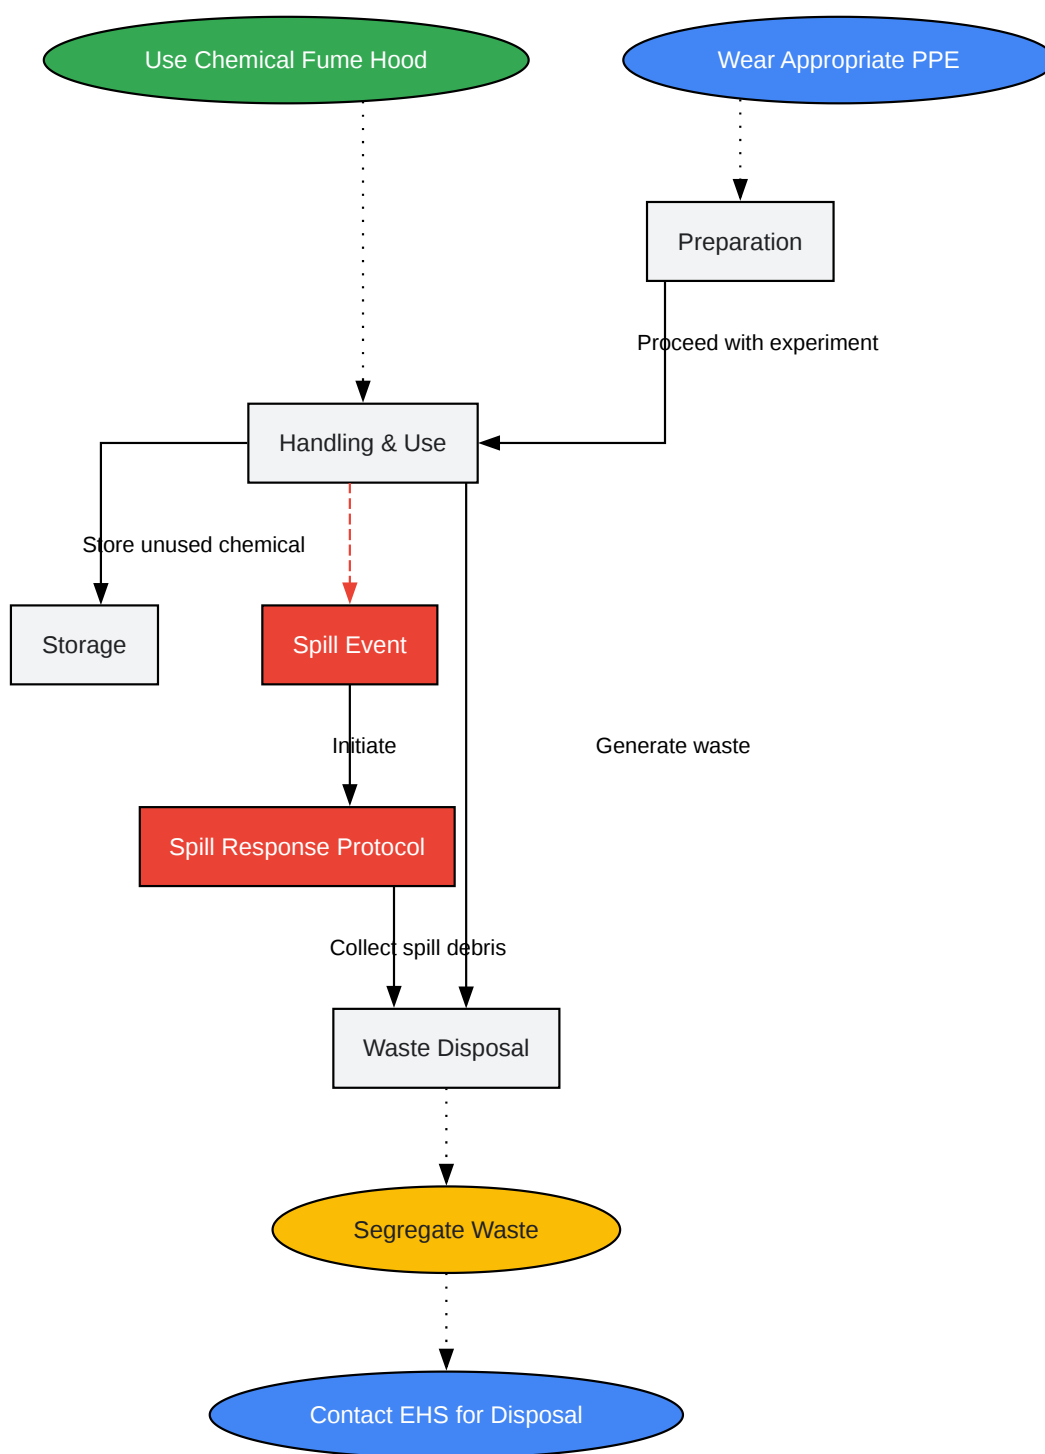 Use Chemical Fume Hood
Wear Appropriate PPE
Preparation
Proceed with experiment
Handling & Use
Store unused chemical
Storage
Spill Event
Initiate
Generate waste
Spill Response Protocol
Collect spill debris
Waste Disposal
Segregate Waste
Contact EHS for Disposal